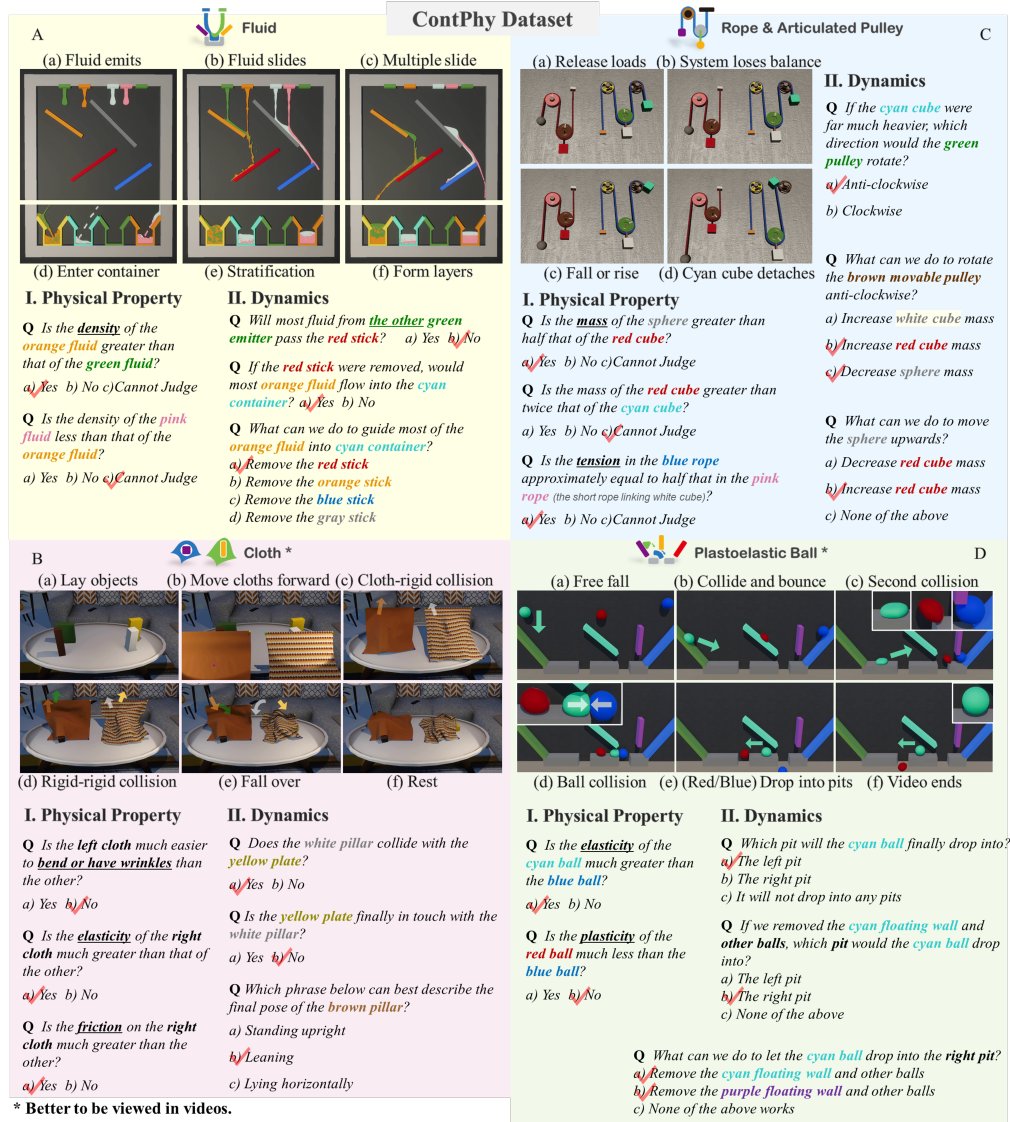 ContPhy Dataset
A
Fluid
(a) Fluid emits
(b) Fluid slides
(c) Multiple slide
(d) Enter container
(e) Stratification
(f) Form layers
I. Physical Property
Q Is the density of the
orange fluid greater than
that of the green fluid?
a) Yes b) No c)Cannot Judge
Q Is the density of the pink
fluid less than that of the
orange fluid?
a) Yes b) No c)Cannot Judge
II. Dynamics
Q Will most fluid from the other green
emitter pass the red stick? a) Yes b) No
Q If the red stick were removed, would
most orange fluid flow into the cyan
container? a) Yes b) No
Q What can we do to guide most of the
orange fluid into cyan container?
a) Remove the red stick
b) Remove the orange stick
c) Remove the blue stick
d) Remove the gray stick
Rope & Articulated Pulley
C
(a) Release loads
(b) System loses balance
(c) Fall or rise
(d) Cyan cube detaches
I. Physical Property
Q Is the mass of the sphere greater than
half that of the red cube?
a) Yes b) No c)Cannot Judge
Q Is the mass of the red cube greater than
twice that of the cyan cube?
a) Yes b) No c)Cannot Judge
Q Is the tension in the blue rope
approximately equal to half that in the pink
rope (the short rope linking white cube)?
a) Yes b) No c)Cannot Judge
II. Dynamics
Q If the cyan cube were
far much heavier, which
direction would the green
pulley rotate?
a) Anti-clockwise
b) Clockwise
Q What can we do to rotate
the brown movable pulley
anti-clockwise?
a) Increase white cube mass
b) Increase red cube mass
c) Decrease sphere mass
Q What can we do to move
the sphere upwards?
a) Decrease red cube mass
b) Increase red cube mass
c) None of the above
B
Cloth *
(a) Lay objects
(b) Move cloths forward
(c) Cloth-rigid collision
(d) Rigid-rigid collision
(e) Fall over
(f) Rest
I. Physical Property
Q Is the left cloth much easier
to bend or have wrinkles than
the other?
a) Yes b) No
Q Is the elasticity of the right
cloth much greater than that of
the other?
a) Yes b) No
Q Is the friction on the right
cloth much greater than the
other?
a) Yes b) No
II. Dynamics
Q Does the white pillar collide with the
yellow plate?
a) Yes b) No
Q Is the yellow plate finally in touch with the
white pillar?
a) Yes b) No
Q Which phrase below can best describe the
final pose of the brown pillar?
a) Standing upright
b) Leaning
c) Lying horizontally
* Better to be viewed in videos.
Plastoelastic Ball *
D
(a) Free fall
(b) Collide and bounce
(c) Second collision
(d) Ball collision
(e) (Red/Blue) Drop into pits
(f) Video ends
I. Physical Property
Q Is the elasticity of the
cyan ball much greater than
the blue ball?
a) Yes b) No
Q Is the plasticity of the
red ball much less than the
blue ball?
a) Yes b) No
II. Dynamics
Q Which pit will the cyan ball finally drop into?
a) The left pit
b) The right pit
c) It will not drop into any pits
Q If we removed the cyan floating wall and
other balls, which pit would the cyan ball drop
into?
a) The left pit
b) The right pit
c) None of the above
Q What can we do to let the cyan ball drop into the right pit?
a) Remove the cyan floating wall and other balls
b) Remove the purple floating wall and other balls
c) None of the above works